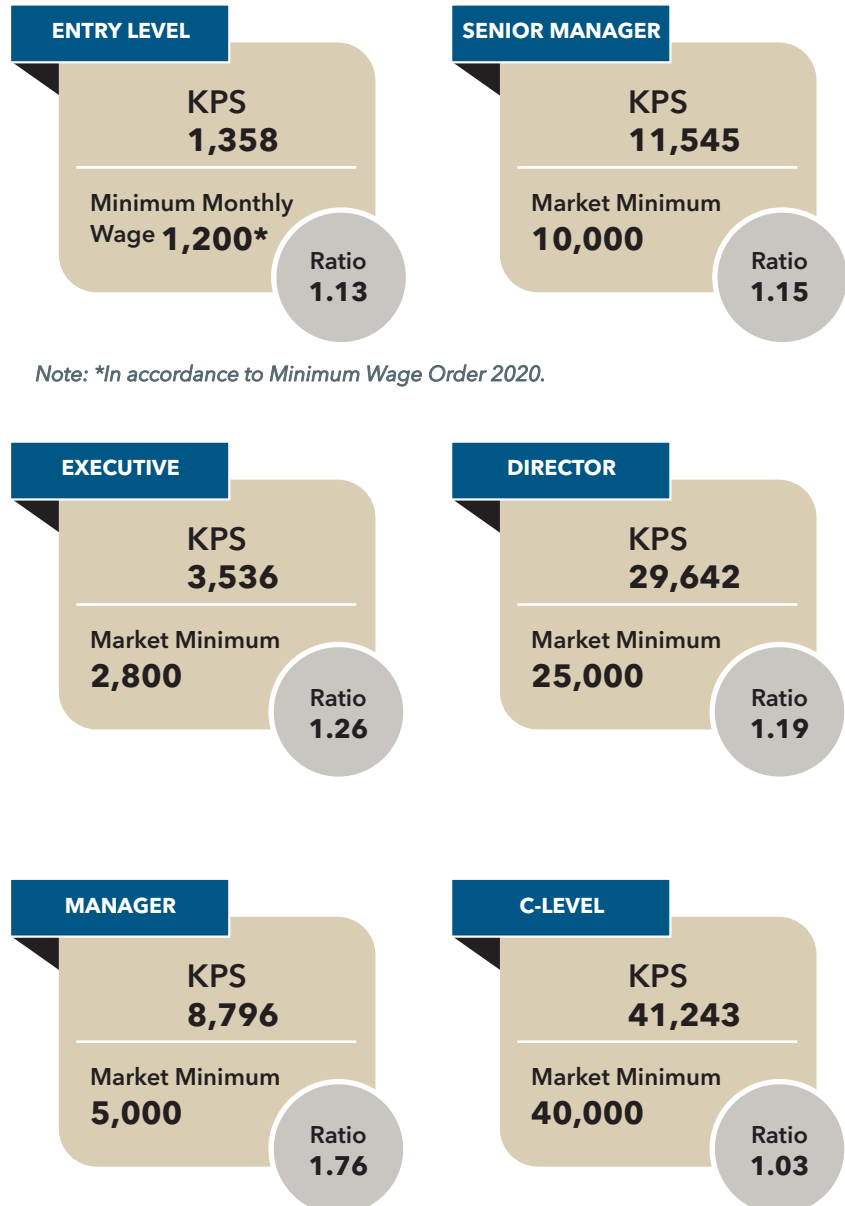 ENTRY LEVEL
KPS
1,358
Minimum Monthly
Wage 1,200*
Ratio
1.13
SENIOR MANAGER
KPS
11,545
Market Minimum
10,000
Ratio
1.15
Note: *In accordance to Minimum Wage Order 2020.
EXECUTIVE
KPS
3,536
Market Minimum
2,800
Ratio
1.26
DIRECTOR
KPS
29,642
Market Minimum
25,000
Ratio
1.19
MANAGER
KPS
8,796
Market Minimum
5,000
Ratio
1.76
C-LEVEL
KPS
41,243
Market Minimum
40,000
Ratio
1.03